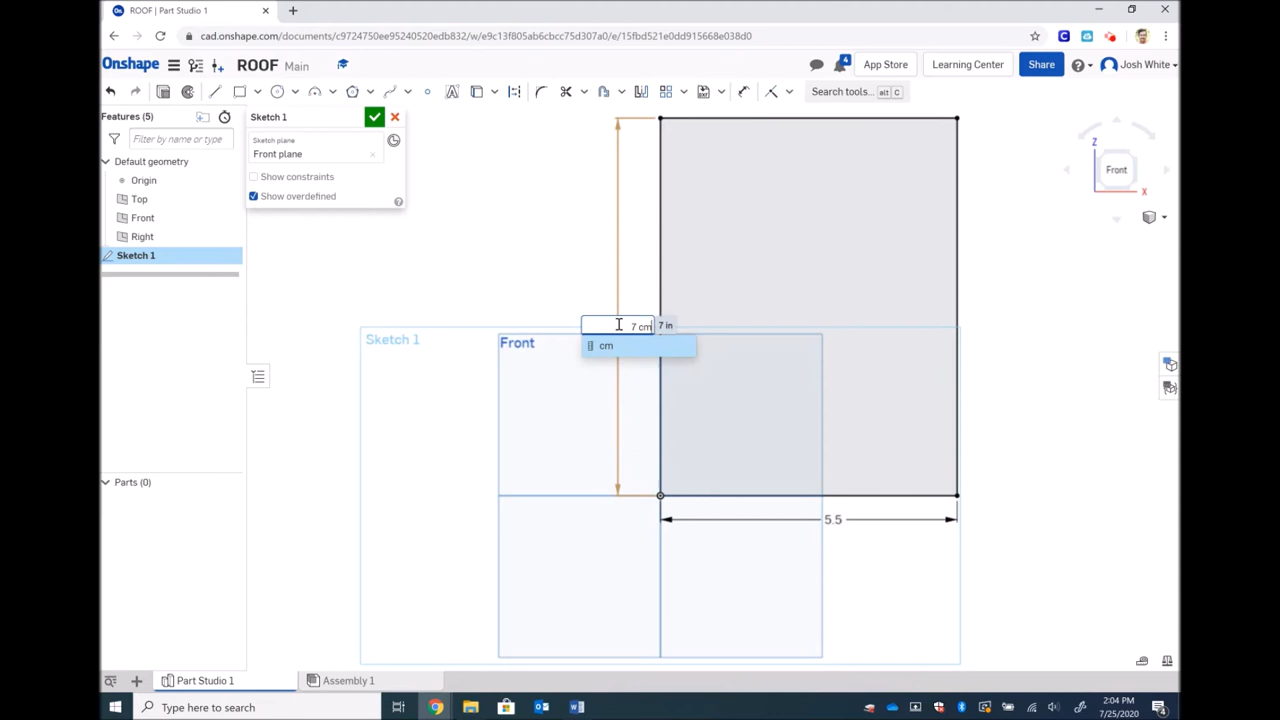 ROOF | Part Studio 1
cad.onshape.com/documents/c9724750ee95246520edb832/w/e9c13f805ab6cbcc75d307a0/e/15fbd521e0dd915668e038d0
Onshape
ROOF Main
4
App Store
Learning Center
Share
Josh White
Search tools... alt C
Features (5)
Filter by name or type
Default geometry
Origin
Top
Front
Right
Sketch 1
Sketch 1
Sketch plane
Front plane
Show constraints
Show overdefined
Z
Front
X
7 cm 7 in
cm
Sketch 1
Front
5.5
Parts (0)
Part Studio 1
Assembly 1
Type here to search
2:04 PM
7/25/2020
4